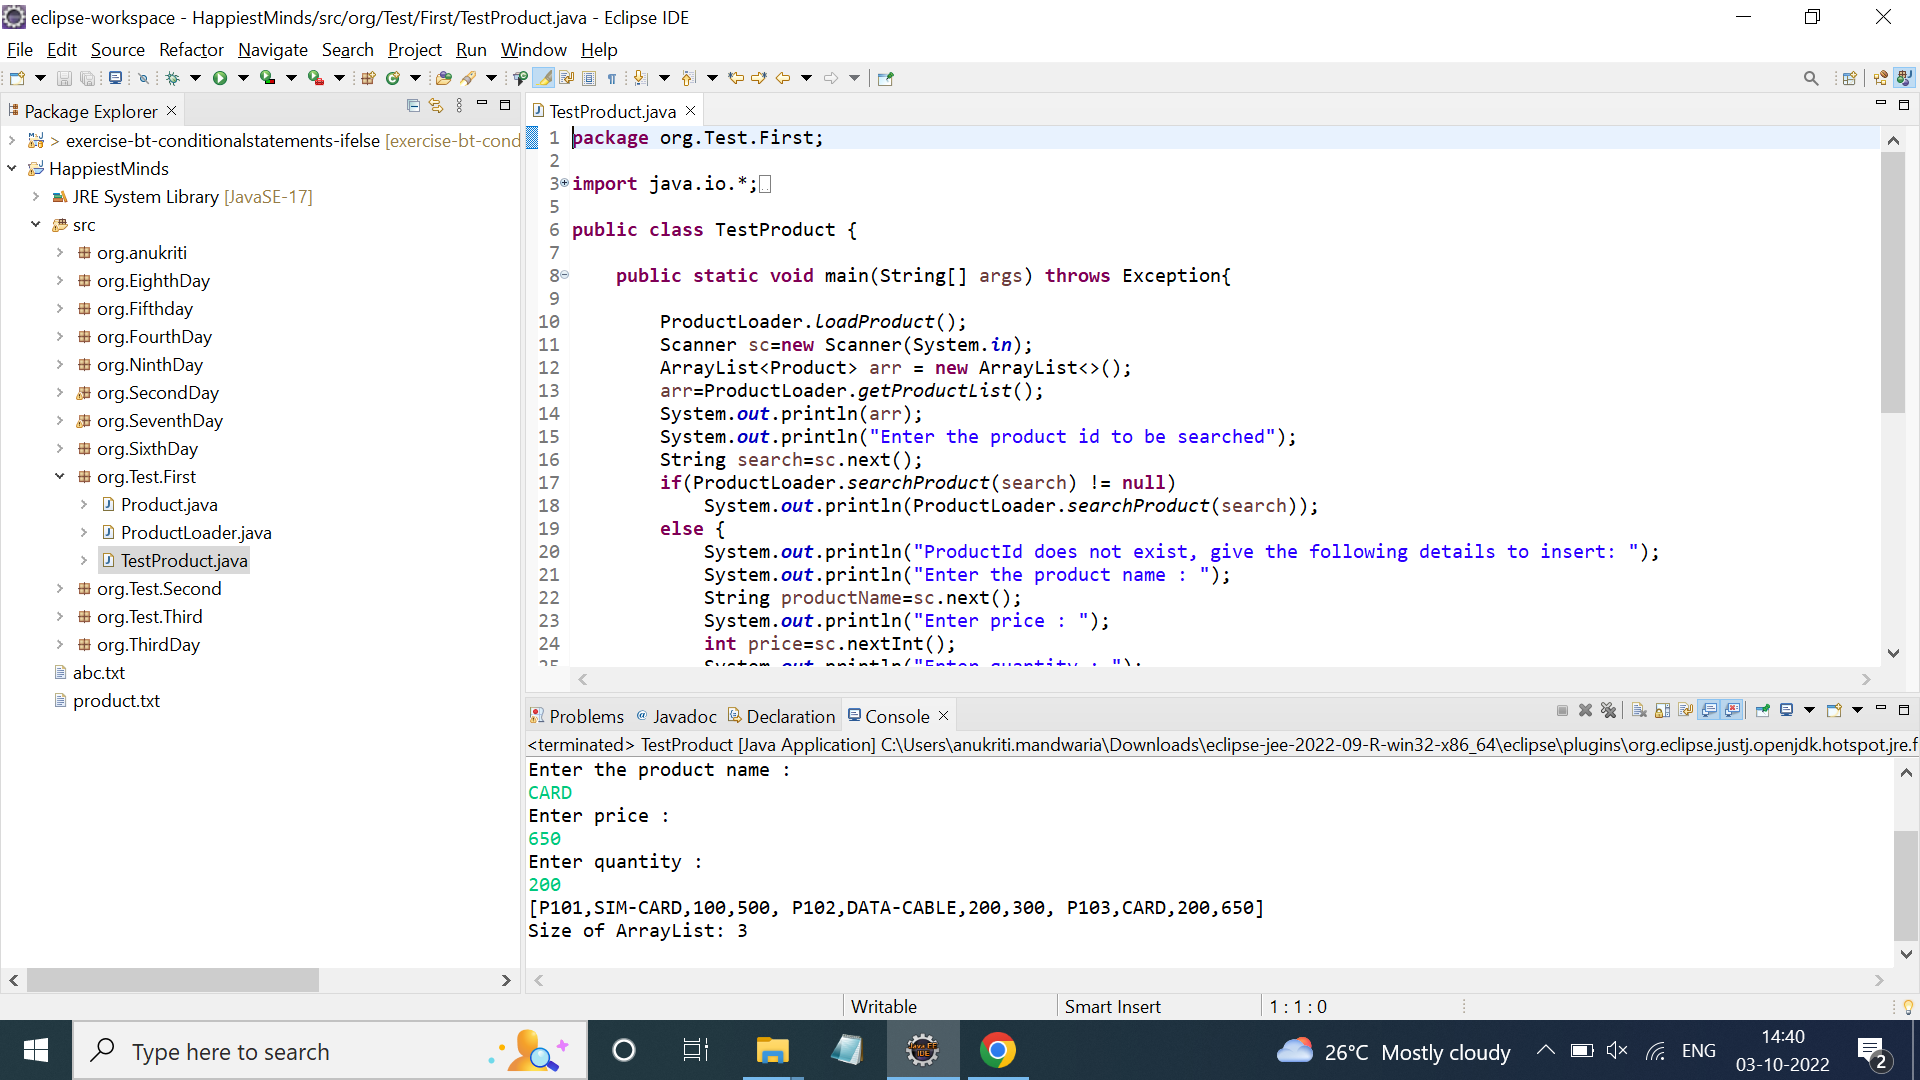 eclipse-workspace - HappiestMinds/src/org/Test/First/TestProduct.java - Eclipse IDE
File Edit Source Refactor Navigate Search Project Run Window Help
Package Explorer
> exercise-bt-conditionalstatements-ifelse [exercise-bt-cond
HappiestMinds
JRE System Library [JavaSE-17]
src
org.anukriti
org.EighthDay
org.Fifthday
org.FourthDay
org.NinthDay
org.SecondDay
org.SeventhDay
org.SixthDay
org.Test.First
Product.java
ProductLoader.java
TestProduct.java
org.Test.Second
org.Test.Third
org.ThirdDay
abc.txt
product.txt
TestProduct.java
1 package org.Test.First;
2
3 import java.io.*;
5
6 public class TestProduct {
7
8 public static void main(String[] args) throws Exception{
9
10 ProductLoader.loadProduct();
11 Scanner sc=new Scanner(System.in);
12 ArrayList<Product> arr = new ArrayList<>();
13 arr=ProductLoader.getProductList();
14 System.out.println(arr);
15 System.out.println("Enter the product id to be searched");
16 String search=sc.next();
17 if(ProductLoader.searchProduct(search) != null)
18 System.out.println(ProductLoader.searchProduct(search));
19 else {
20 System.out.println("ProductId does not exist, give the following details to insert: ");
21 System.out.println("Enter the product name : ");
22 String productName=sc.next();
23 System.out.println("Enter price : ");
24 int price=sc.nextInt();
25 System.out.println("Enter quantity : ");
Problems Javadoc Declaration Console
<terminated> TestProduct [Java Application] C:\Users\anukriti.mandwaria\Downloads\eclipse-jee-2022-09-R-win32-x86_64\eclipse\plugins\org.eclipse.justj.openjdk.hotspot.jre.f
Enter the product name :
CARD
Enter price :
650
Enter quantity :
200
[P101,SIM-CARD,100,500, P102,DATA-CABLE,200,300, P103,CARD,200,650]
Size of ArrayList: 3
Writable Smart Insert 1 : 1 : 0
Type here to search
26°C Mostly cloudy
ENG
14:40
03-10-2022
2